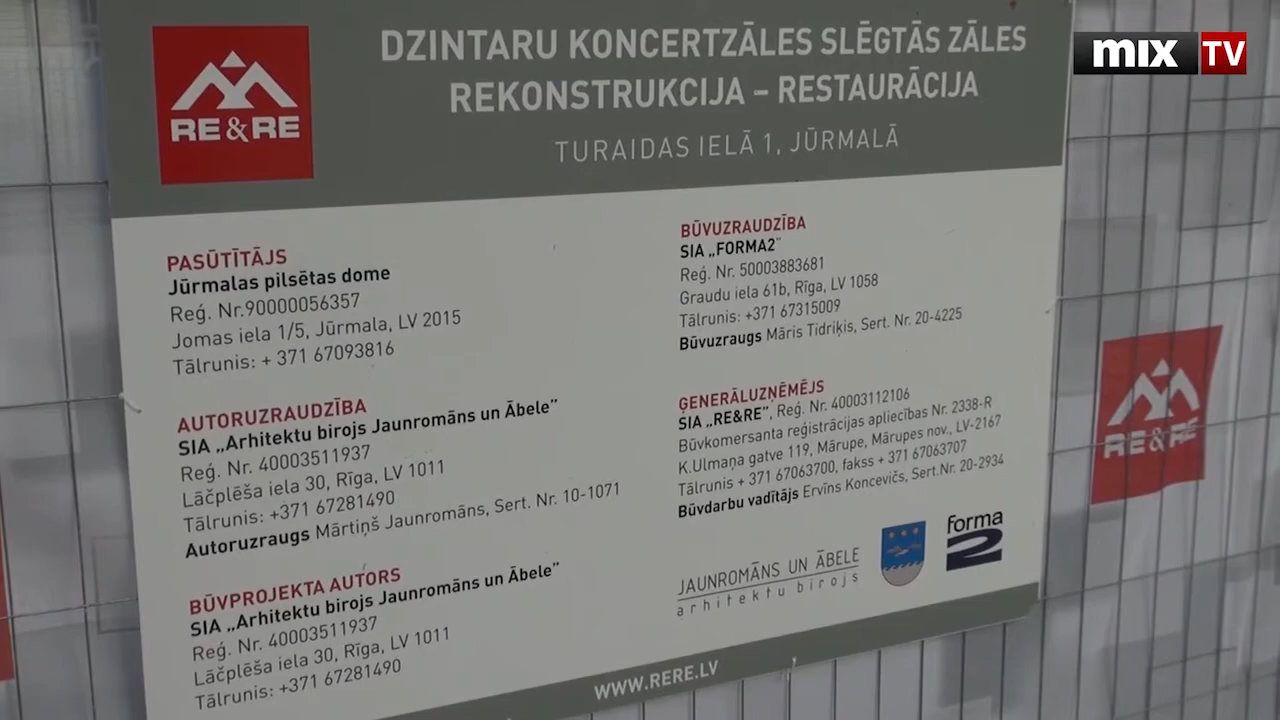 mix TV
RE&RE
DZINTARU KONCERTZĀLES SLĒGTĀS ZĀLES
REKONSTRUKCIJA – RESTAURĀCIJA
TURAIDAS IELĀ 1, JŪRMALĀ
PASŪTĪTĀJS
Jūrmalas pilsētas dome
Reģ. Nr.90000056357
Jomas iela 1/5, Jūrmala, LV 2015
Tālrunis: + 371 67093816
AUTORUZRAUDZĪBA
SIA „Arhitektu birojs Jaunromāns un Ābele”
Reģ. Nr. 40003511937
Lāčplēša iela 30, Rīga, LV 1011
Tālrunis: +371 67281490
Autoruzraugs Mārtiņš Jaunromāns, Sert. Nr. 10-1071
BŪVPROJEKTA AUTORS
SIA „Arhitektu birojs Jaunromāns un Ābele”
Reģ. Nr. 40003511937
Lāčplēša iela 30, Rīga, LV 1011
Tālrunis: +371 67281490
BŪVUZRAUDZĪBA
SIA „FORMA2”
Reģ. Nr. 50003883681
Graudu iela 61b, Rīga, LV 1058
Tālrunis: +371 67315009
Būvuzraugs Māris Tidriķis, Sert. Nr. 20-4225
ĢENERĀLUZŅĒMĒJS
SIA „RE&RE”, Reģ. Nr. 40003112106
Būvkomersanta reģistrācijas apliecības Nr. 2338-R
K.Ulmaņa gatve 119, Mārupe, Mārupes nov., LV-2167
Tālrunis + 371 67063700, fakss + 371 67063707
Būvdarbu vadītājs Ervīns Koncevičs, Sert.Nr. 20-2934
JAUNROMĀNS UN ĀBELE
arhitektu birojs
forma
2
WWW.RERE.LV
RE&RE